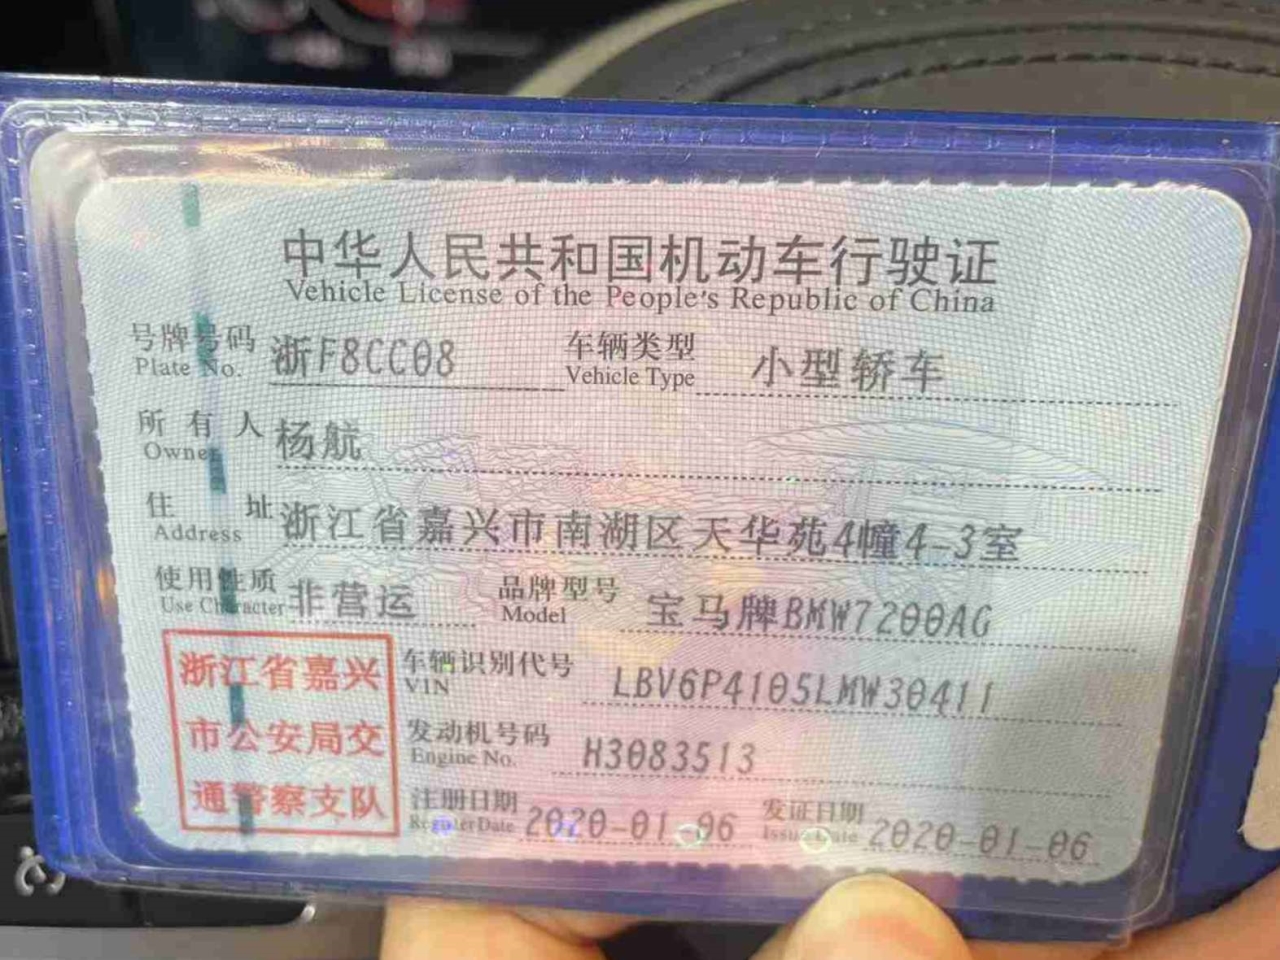 中华人民共和国机动车行驶证
Vehicle License of the People's Republic of China
号牌号码 浙F8CC08 车辆类型 小型轿车
Plate No. Vehicle Type
所有人 杨航
Owner
住址 浙江省嘉兴市南湖区天华苑4幢4-3室
Address
使用性质 非营运 品牌型号 宝马牌BMW7200AG
Use Character Model
浙江省嘉兴
市公安局交
通警察支队
车辆识别代号 LBV6P4105LMW30411
VIN
发动机号码 H3083513
Engine No.
注册日期 2020-01-06 发证日期 2020-01-06
Register Date Issue Date